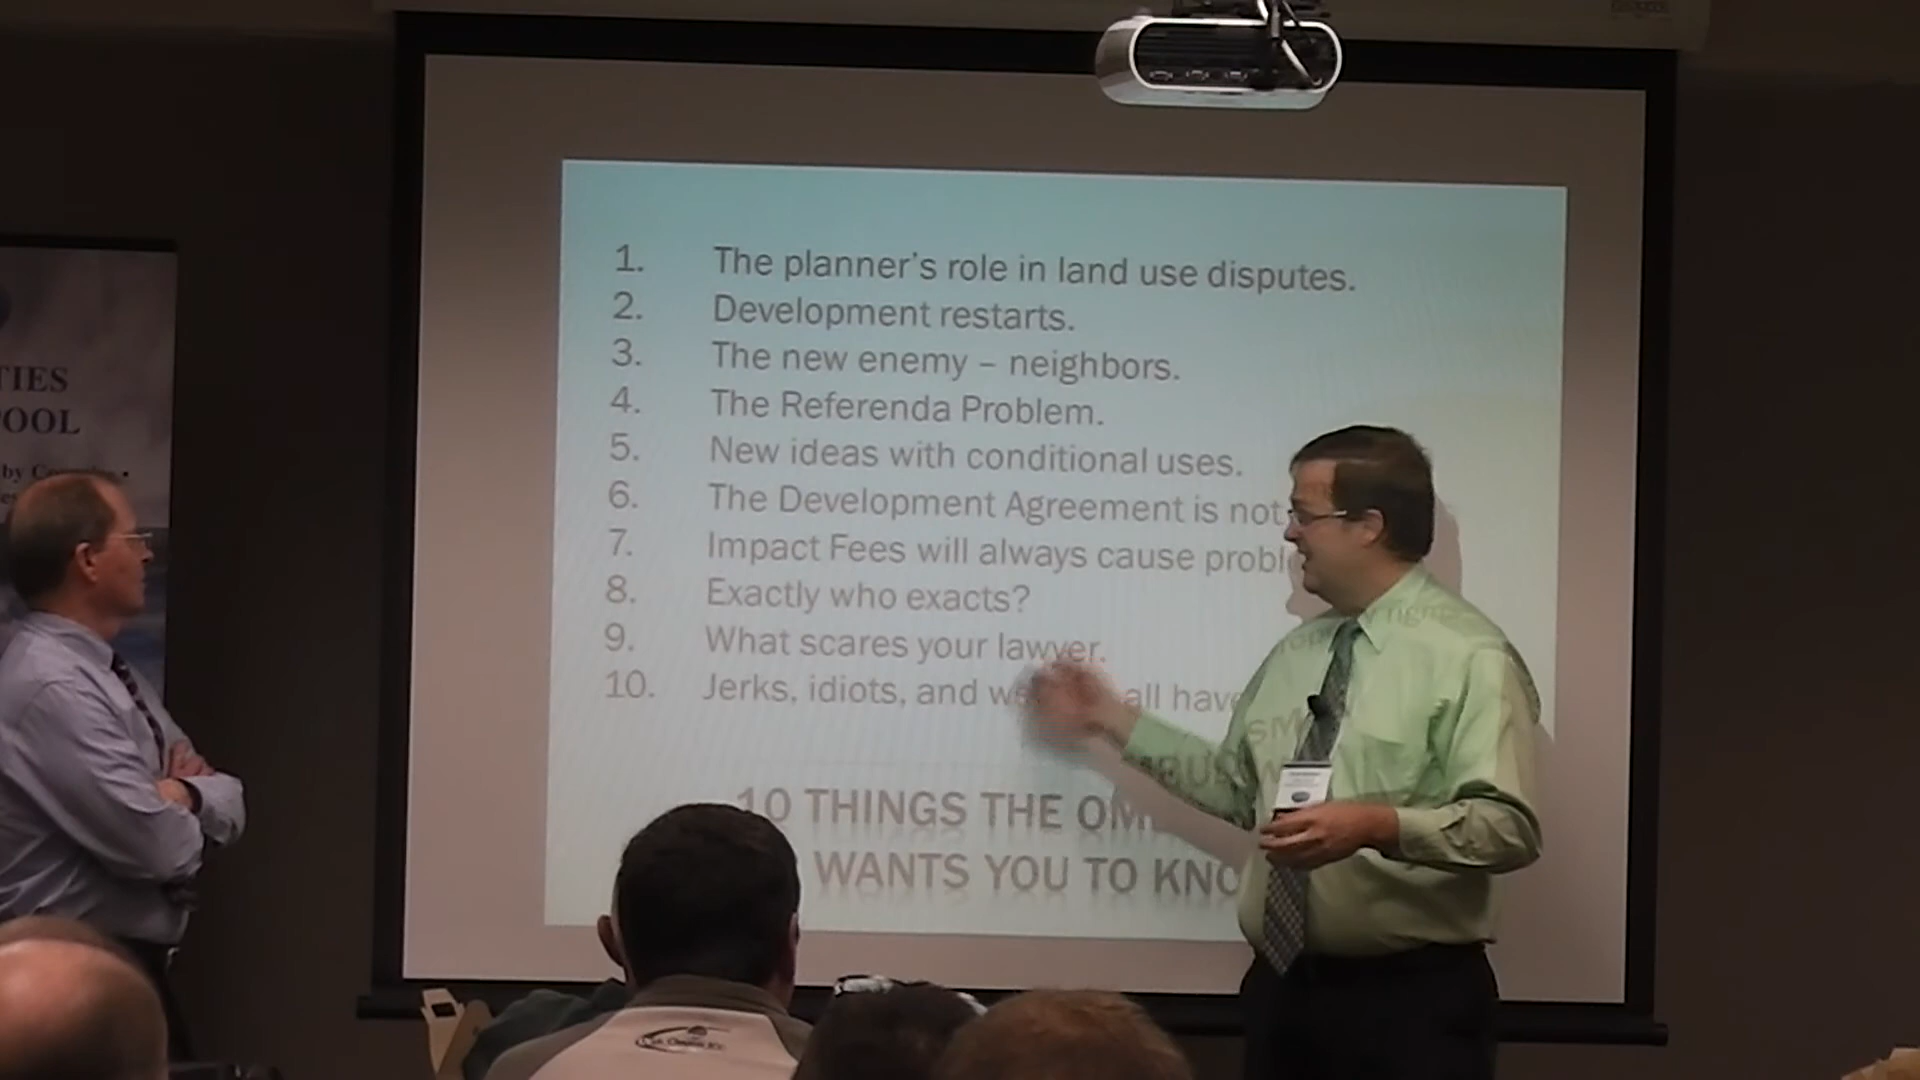 TIES
OOL
by
1. The planner's role in land use disputes.
2. Development restarts.
3. The new enemy – neighbors.
4. The Referenda Problem.
5. New ideas with conditional uses.
6. The Development Agreement is not
7. Impact Fees will always cause probl
8. Exactly who exacts?
9. What scares your lawyer.
10. Jerks, idiots, and we all have
10 THINGS THE OMBUDSMAN
WANTS YOU TO KNO